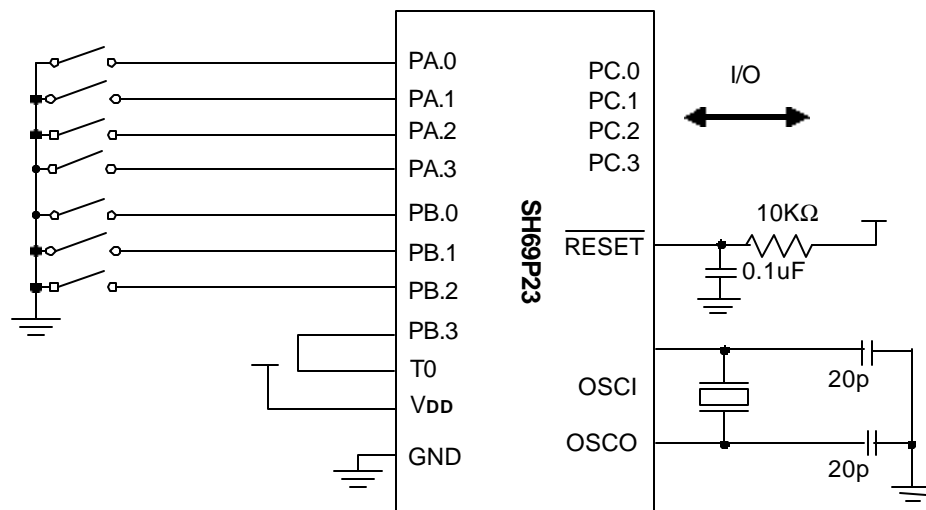 PA.0
PA.1
PA.2
PA.3
PB.0
PB.1
PB.2
PB.3
T0
VDD
GND
SH69P23
PC.0
PC.1
PC.2
PC.3
RESET
OSCI
OSCO
I/O
10KΩ
0.1uF
20p
20p